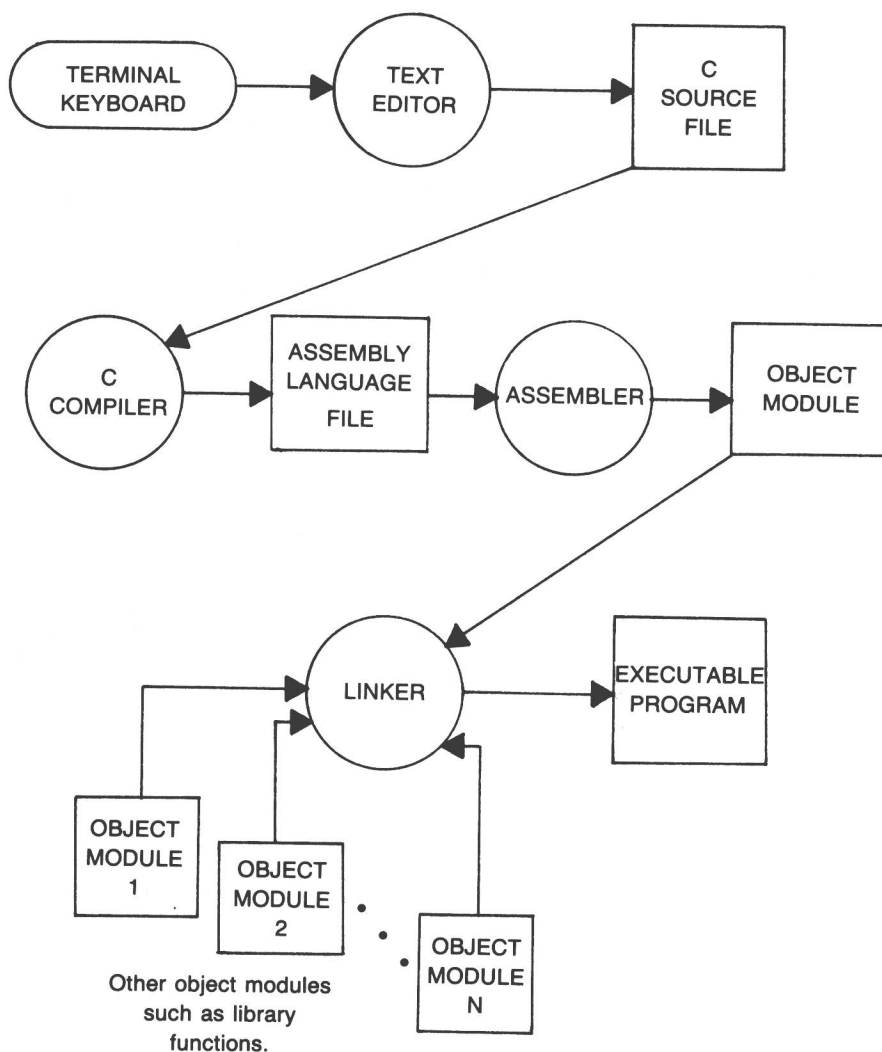 TERMINAL
KEYBOARD
TEXT
EDITOR
C
SOURCE
FILE
C
COMPILER
ASSEMBLY
LANGUAGE
FILE
ASSEMBLER
OBJECT
MODULE
LINKER
EXECUTABLE
PROGRAM
OBJECT
MODULE
1
OBJECT
MODULE
2
OBJECT
MODULE
N
Other object modules
such as library
functions.